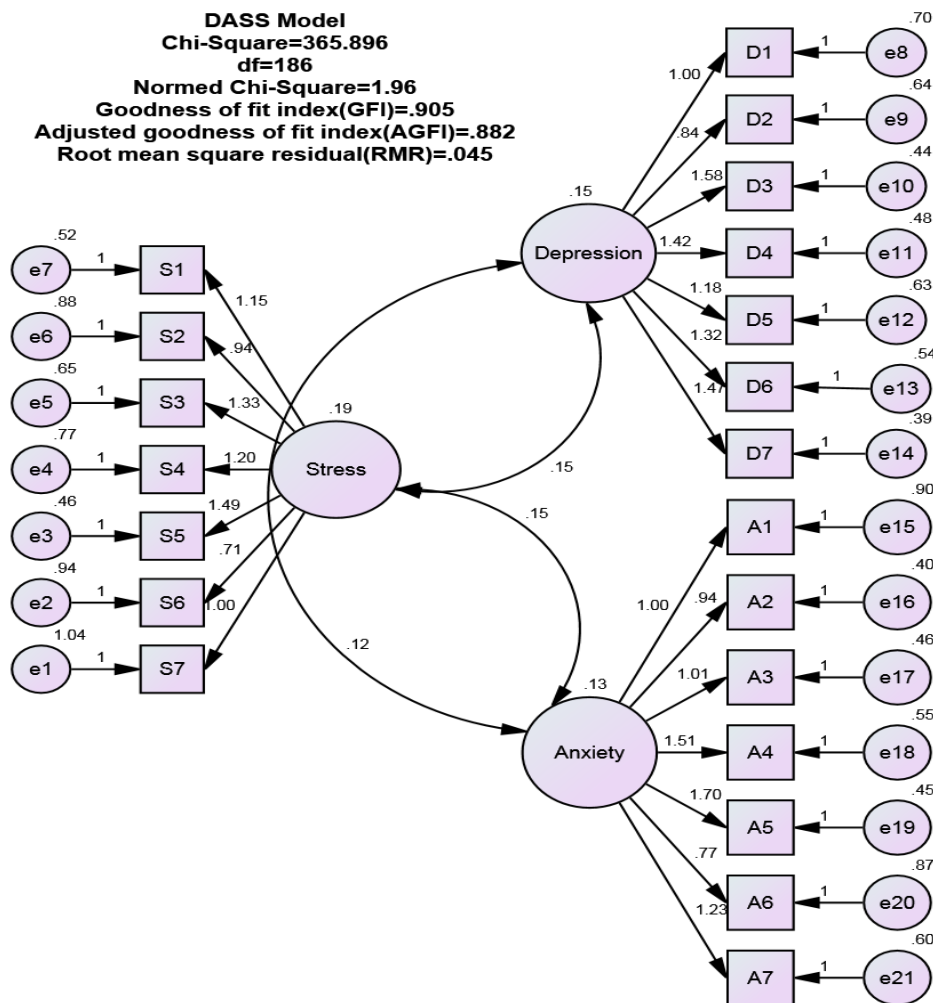 DASS Model
Chi-Square=365.896
df=186
Normed Chi-Square=1.96
Goodness of fit index(GFI)=.905
Adjusted goodness of fit index(AGFI)=.882
Root mean square residual(RMR)=.045
.52
e7 1 S1
1.15
.88
e6 1 S2
.94
.65
e5 1 S3
1.33
.77
e4 1 S4
1.20
.46
e3 1 S5
1.49
.94
e2 1 S6
.71
1.04
e1 1 S7
1.00
.19
Stress
.15
.15
.12
.15
Depression
1.00
D1 1 e8
.70
.84
D2 1 e9
.64
1.58
D3 1 e10
.44
1.42
D4 1 e11
.48
1.18
D5 1 e12
.63
1.32
D6 1 e13
.54
1.47
D7 1 e14
.39
.13
Anxiety
1.00
A1 1 e15
.90
.94
A2 1 e16
.40
1.01
A3 1 e17
.46
1.51
A4 1 e18
.55
1.70
A5 1 e19
.45
.77
A6 1 e20
.87
1.23
A7 1 e21
.60